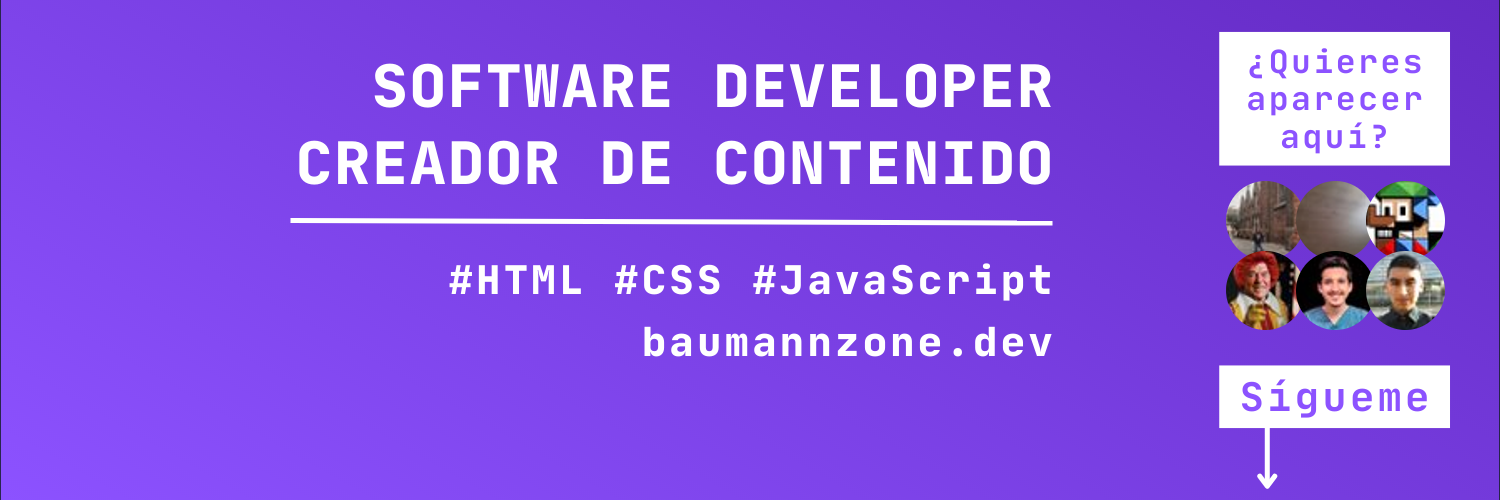 SOFTWARE DEVELOPER
CREADOR DE CONTENIDO
#HTML #CSS #JavaScript
baumannzone.dev
¿Quieres
aparecer
aquí?
Sígueme